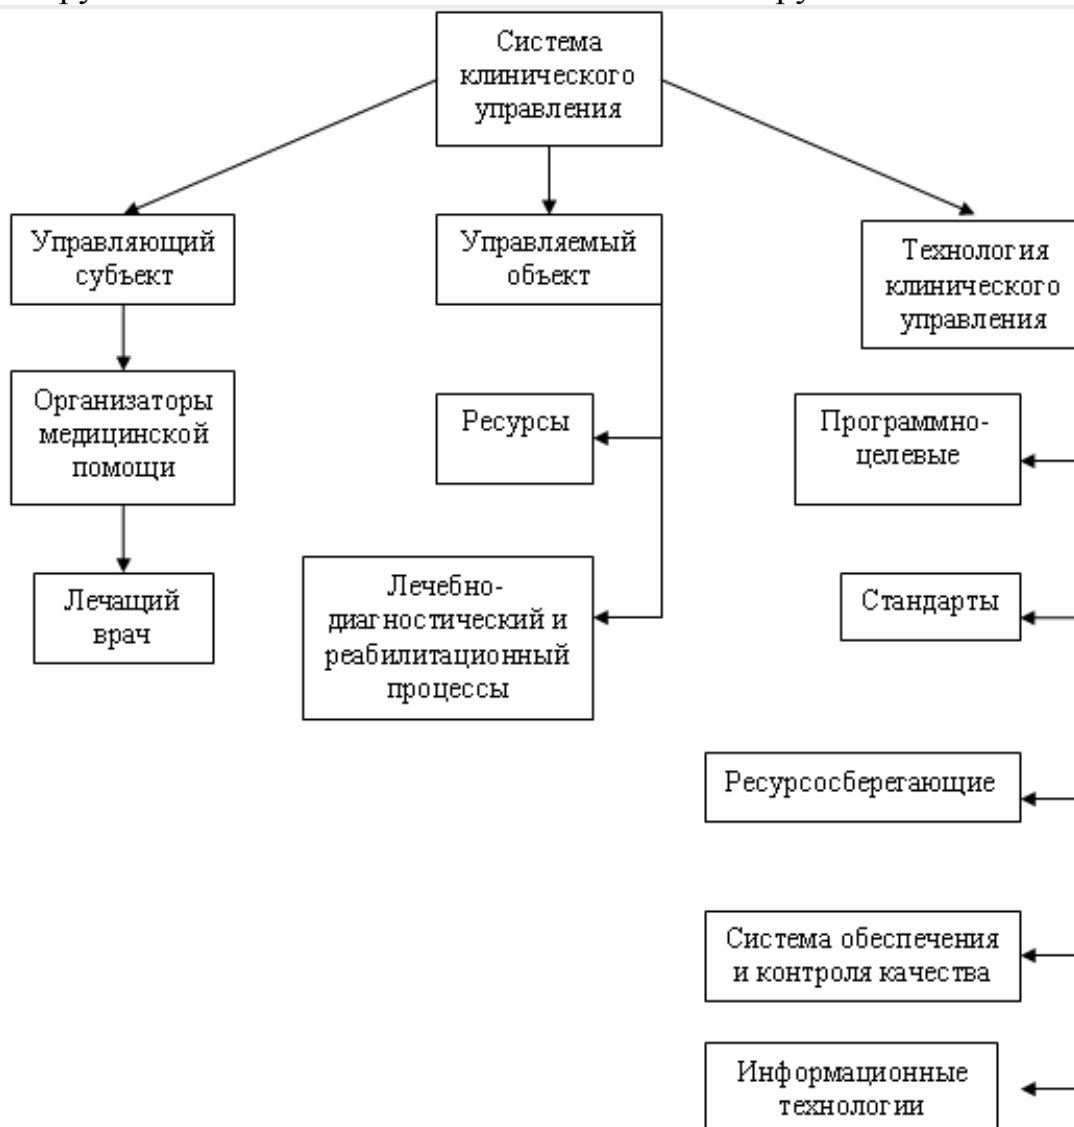 Система
клинического
управления
Управляющий
субъект
Управляемый
объект
Технология
клинического
управления
Организаторы
медицинской
помощи
Ресурсы
Программно-
целевые
Лечащий
врач
Лечебно-
диагностический и
реабилитационный
процессы
Стандарты
Ресурсосберегающие
Система обеспечения
и контроля качества
Информационные
технологии